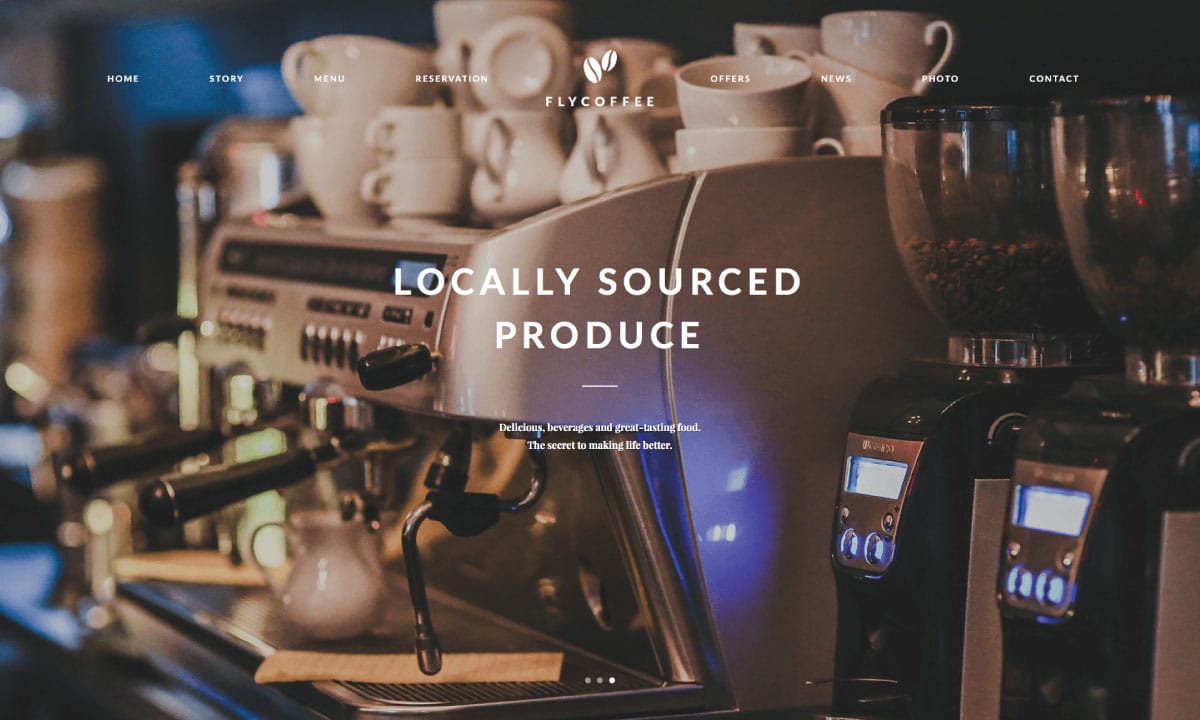 HOME STORY MENU RESERVATION OFFERS NEWS PHOTO CONTACT
FLYCOFFEE
LOCALLY SOURCED
PRODUCE
Delicious, beverages and great-tasting food.
The secret to making life better.